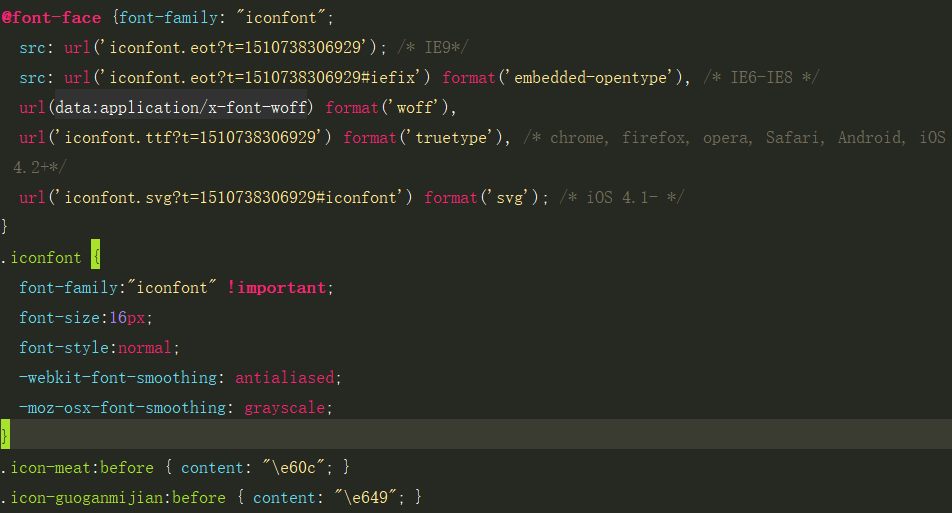 @font-face {font-family: "iconfont";
  src: url('iconfont.eot?t=1510738306929'); /* IE9*/
  src: url('iconfont.eot?t=1510738306929#iefix') format('embedded-opentype'), /* IE6-IE8 */
  url(data:application/x-font-woff) format('woff'),
  url('iconfont.ttf?t=1510738306929') format('truetype'), /* chrome, firefox, opera, Safari, Android, iOS
  4.2+*/
  url('iconfont.svg?t=1510738306929#iconfont') format('svg'); /* iOS 4.1- */
}
.iconfont {
  font-family:"iconfont" !important;
  font-size:16px;
  font-style:normal;
  -webkit-font-smoothing: antialiased;
  -moz-osx-font-smoothing: grayscale;
}
.icon-meat:before { content: "\e60c"; }
.icon-guoganmijian:before { content: "\e649"; }